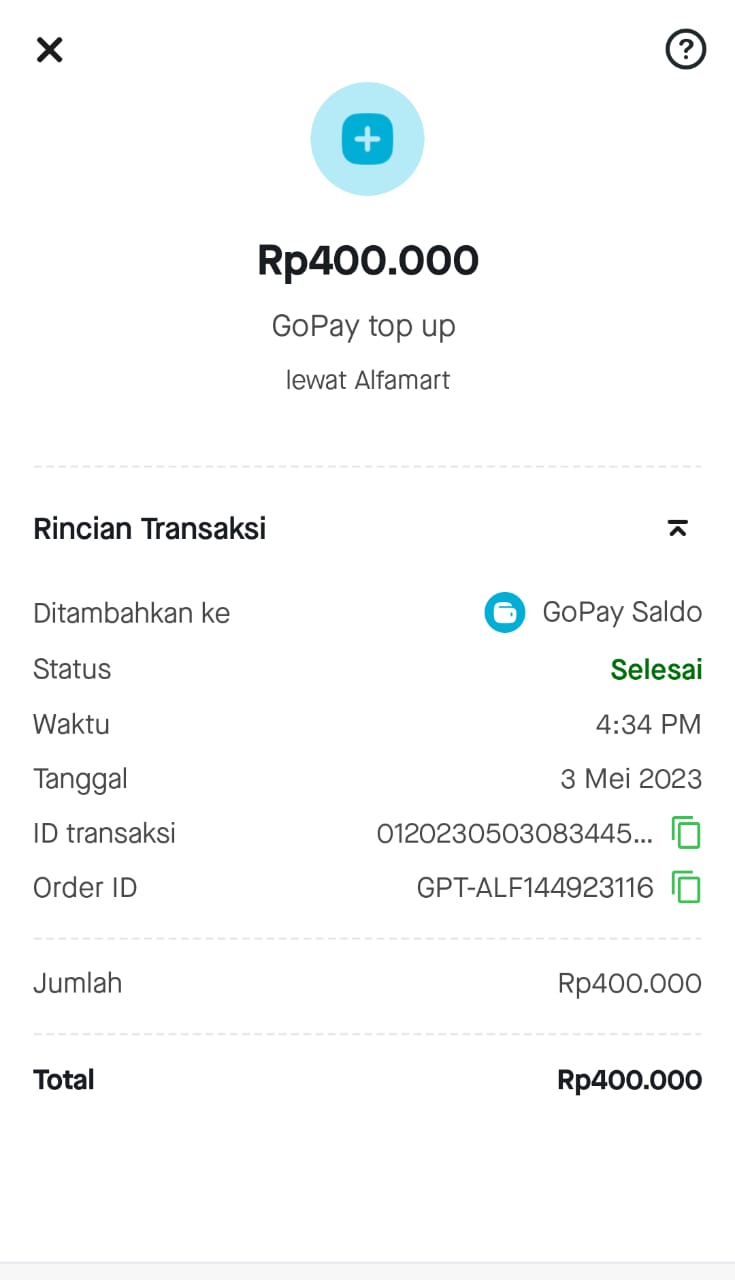 Rp400.000
GoPay top up
lewat Alfamart
Rincian Transaksi
Ditambahkan ke GoPay Saldo
Status Selesai
Waktu 4:34 PM
Tanggal 3 Mei 2023
ID transaksi 0120230503083445...
Order ID GPT-ALF144923116
Jumlah Rp400.000
Total Rp400.000